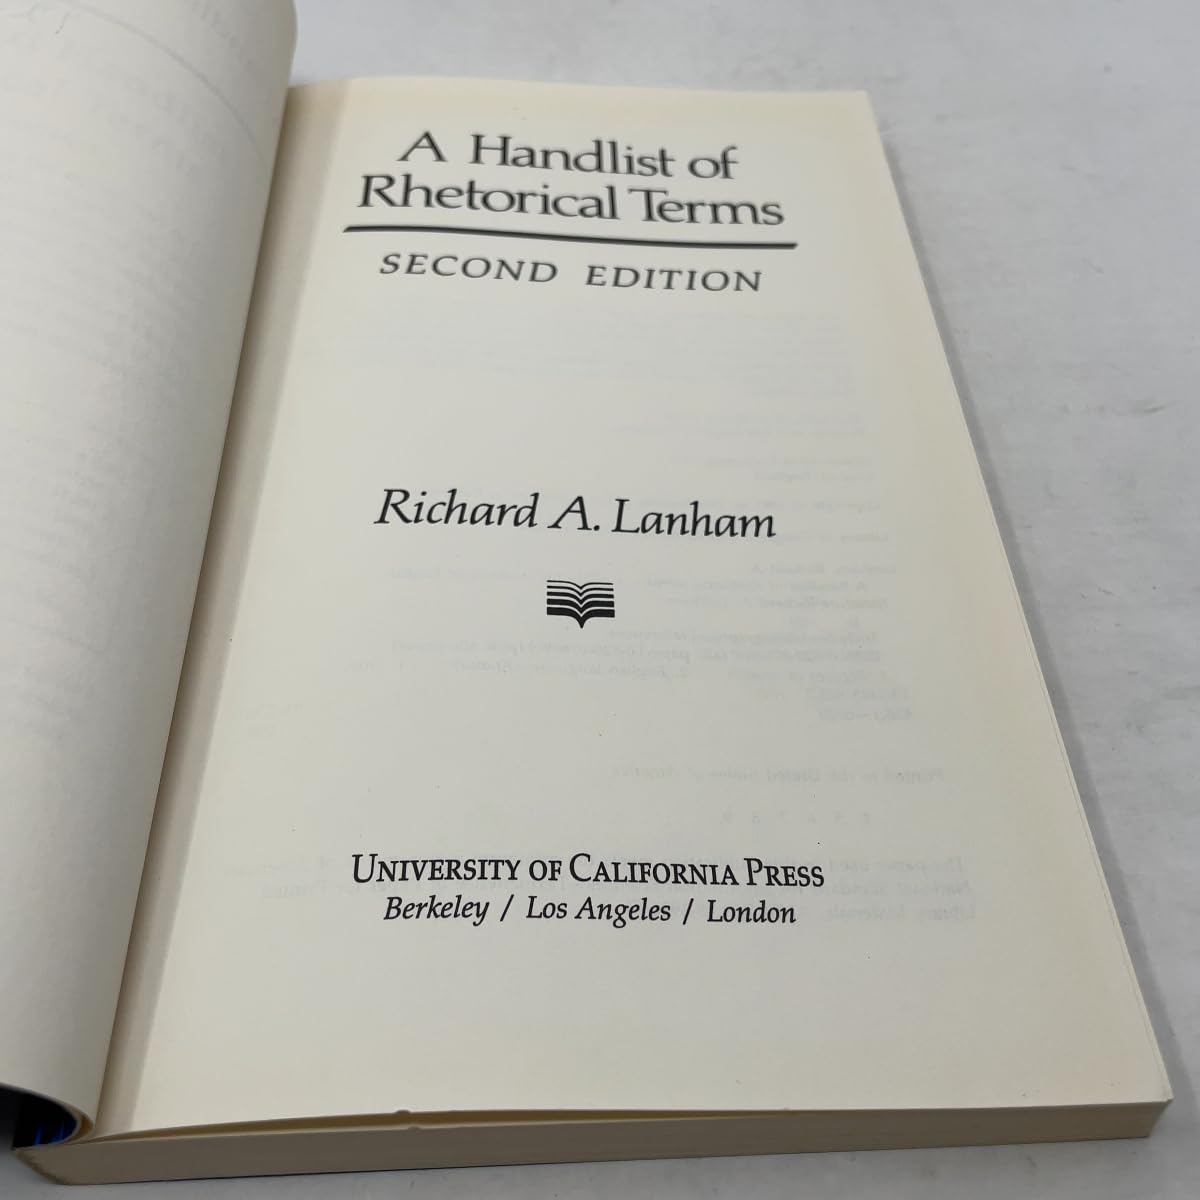 A Handlist of
Rhetorical Terms
SECOND EDITION
Richard A. Lanham
UNIVERSITY OF CALIFORNIA PRESS
Berkeley / Los Angeles / London